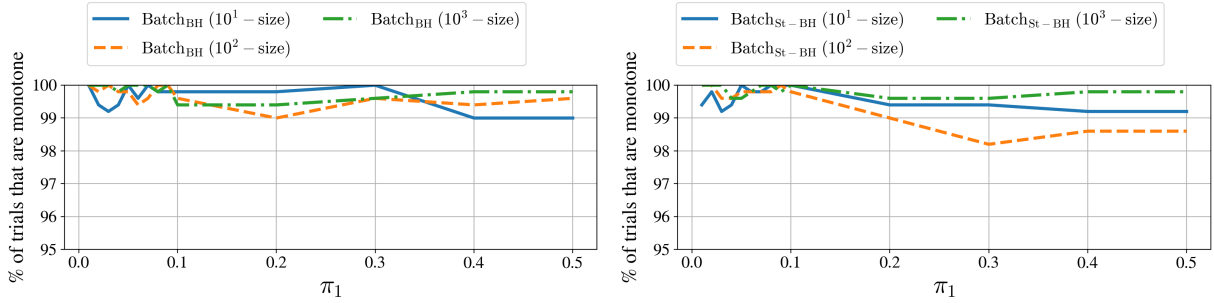 Batch_BH (10^1 − size)
Batch_BH (10^3 − size)
Batch_BH (10^2 − size)
% of trials that are monotone
100
99
98
97
96
95
0.0 0.1 0.2 0.3 0.4 0.5
π_1
Batch_St−BH (10^1 − size)
Batch_St−BH (10^3 − size)
Batch_St−BH (10^2 − size)
% of trials that are monotone
100
99
98
97
96
95
0.0 0.1 0.2 0.3 0.4 0.5
π_1